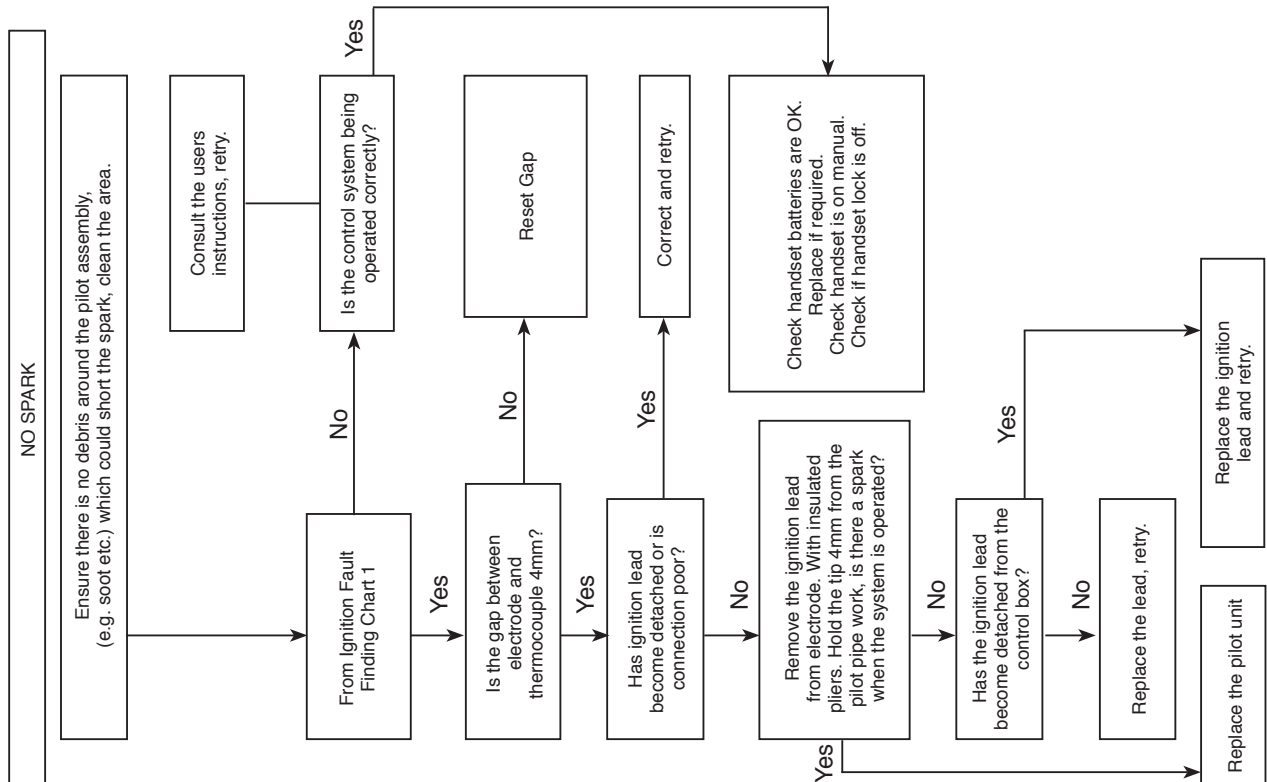 NO SPARK
Ensure there is no debris around the pilot assembly,
(e.g. soot etc.) which could short the spark, clean the area.
Consult the users
instructions, retry.
Is the control system being
operated correctly?
Yes
No
From Ignition Fault
Finding Chart 1
Yes
Is the gap between
electrode and
thermocouple 4mm?
No
Reset Gap
Yes
Has ignition lead
become detached or is
connection poor?
Yes
Correct and retry.
No
Remove the ignition lead
from electrode. With insulated
pliers. Hold the tip 4mm from the
pilot pipe work, is there a spark
when the system is operated?
Check handset batteries are OK.
Replace if required.
Check handset is on manual.
Check if handset lock is off.
No
Has the ignition lead
become detached from the
control box?
Yes
Replace the ignition
lead and retry.
No
Replace the lead, retry.
Yes
Replace the pilot unit